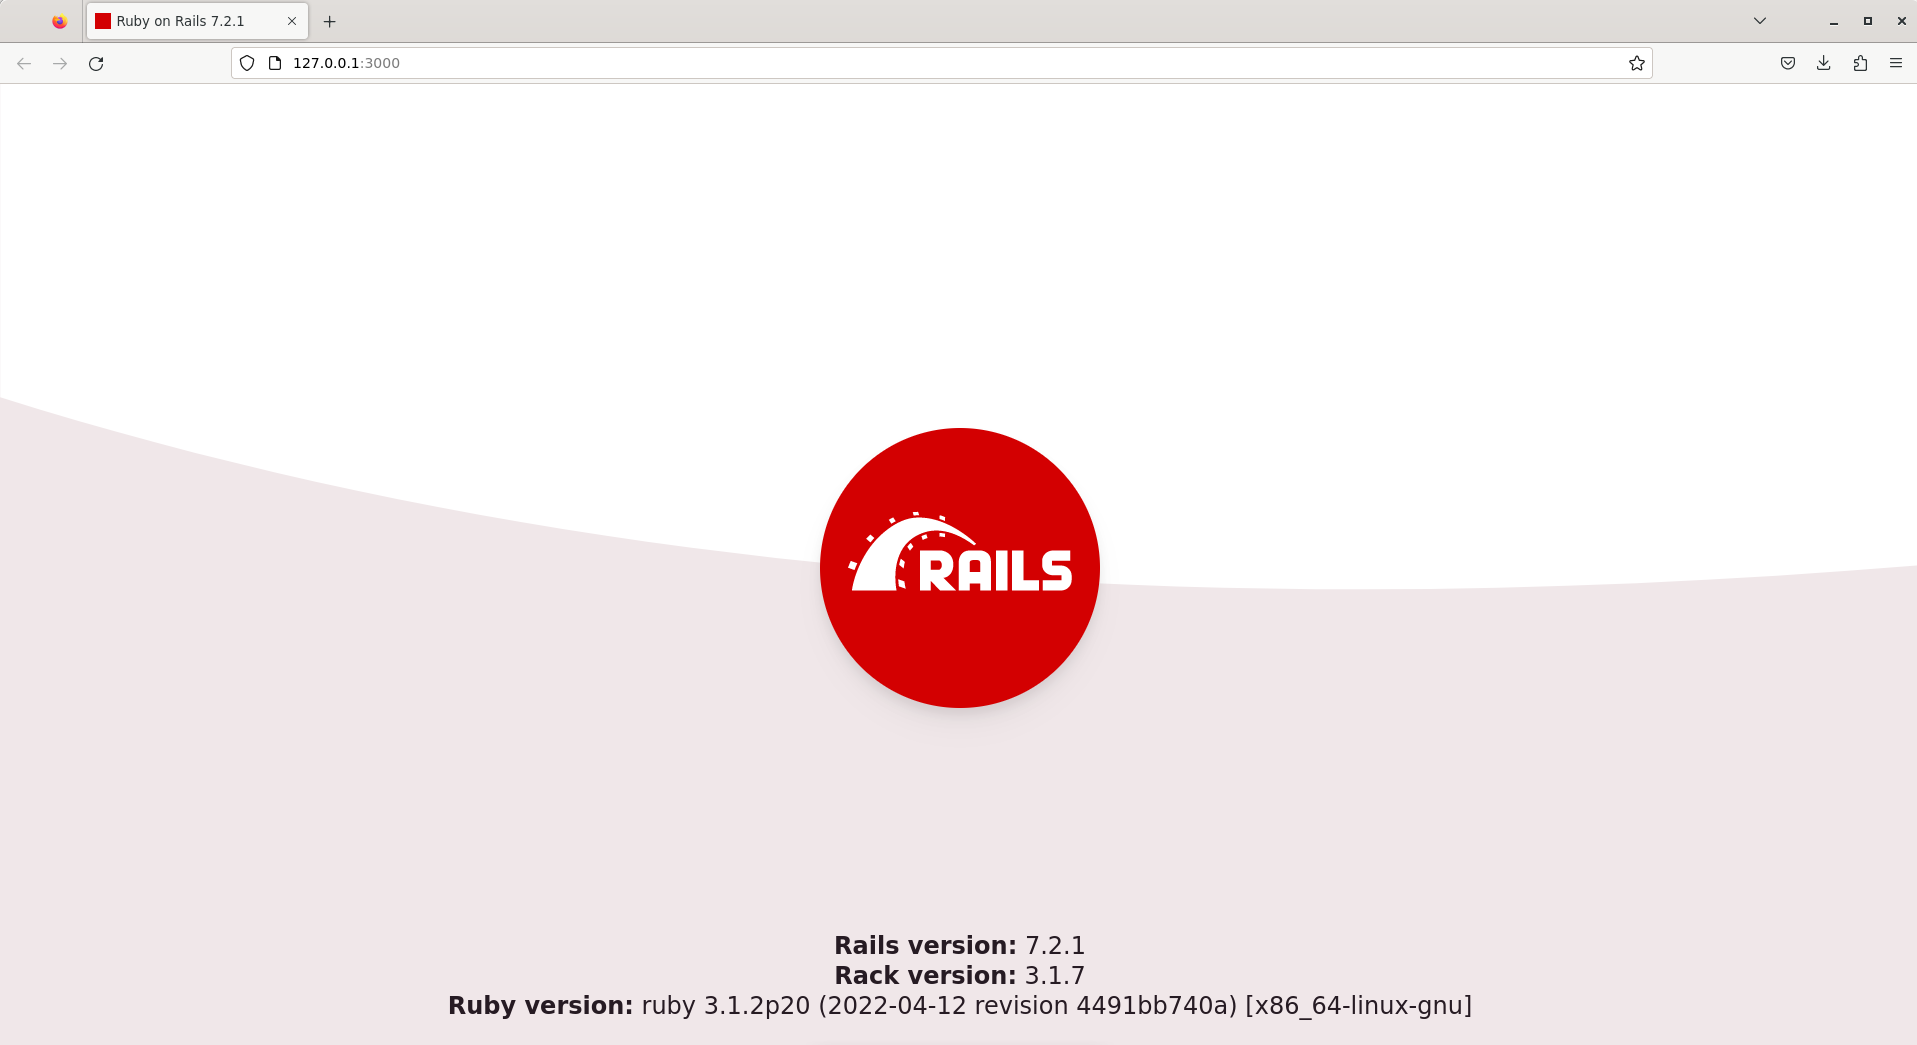 Ruby on Rails 7.2.1
127.0.0.1:3000
RAILS
Rails version: 7.2.1
Rack version: 3.1.7
Ruby version: ruby 3.1.2p20 (2022-04-12 revision 4491bb740a) [x86_64-linux-gnu]